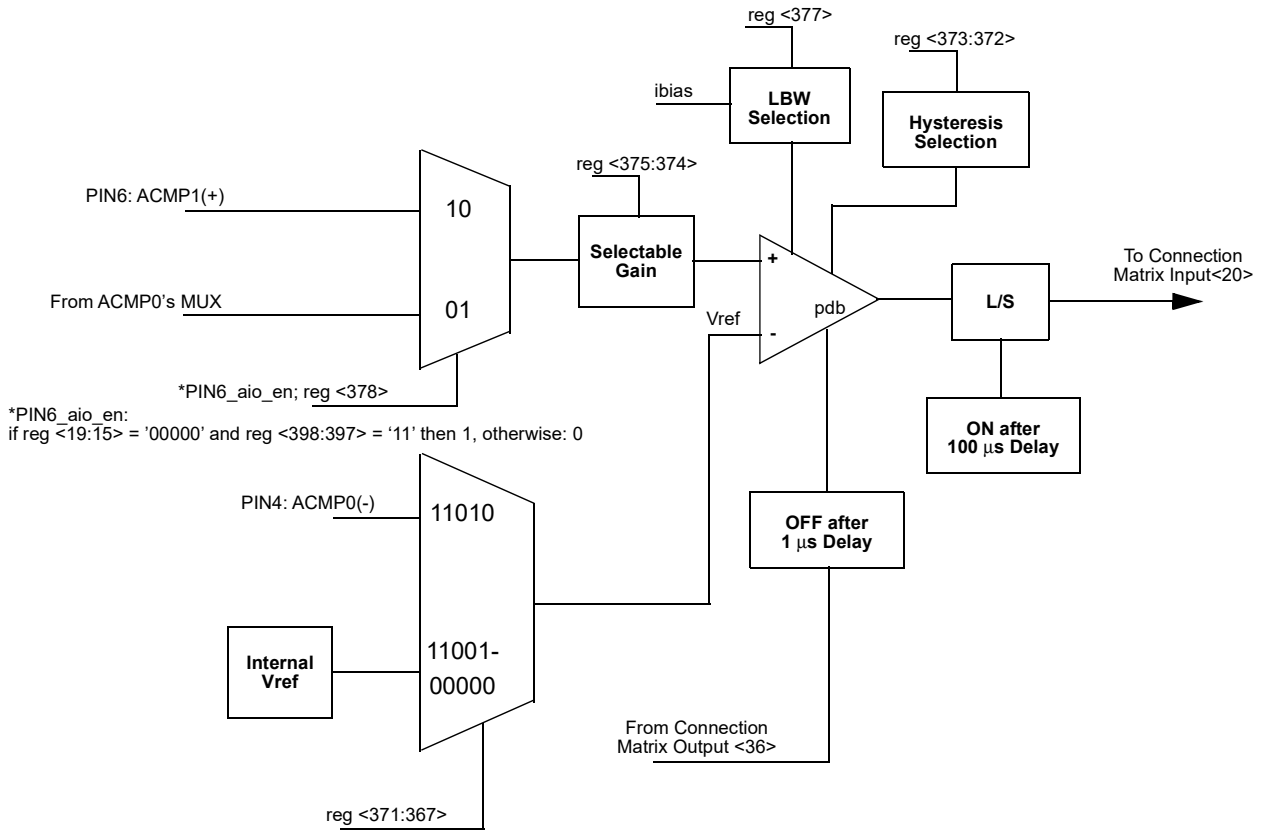 reg <377>
reg <373:372>
ibias
LBW
Selection
Hysteresis
Selection
reg <375:374>
PIN6: ACMP1(+)
10
Selectable
Gain
+
To Connection
Matrix Input<20>
From ACMP0's MUX
01
Vref
pdb
-
L/S
*PIN6_aio_en; reg <378>
*PIN6_aio_en:
if reg <19:15> = '00000' and reg <398:397> = '11' then 1, otherwise: 0
ON after
100 μs Delay
PIN4: ACMP0(-)
11010
OFF after
1 μs Delay
Internal
Vref
11001-
00000
From Connection
Matrix Output <36>
reg <371:367>